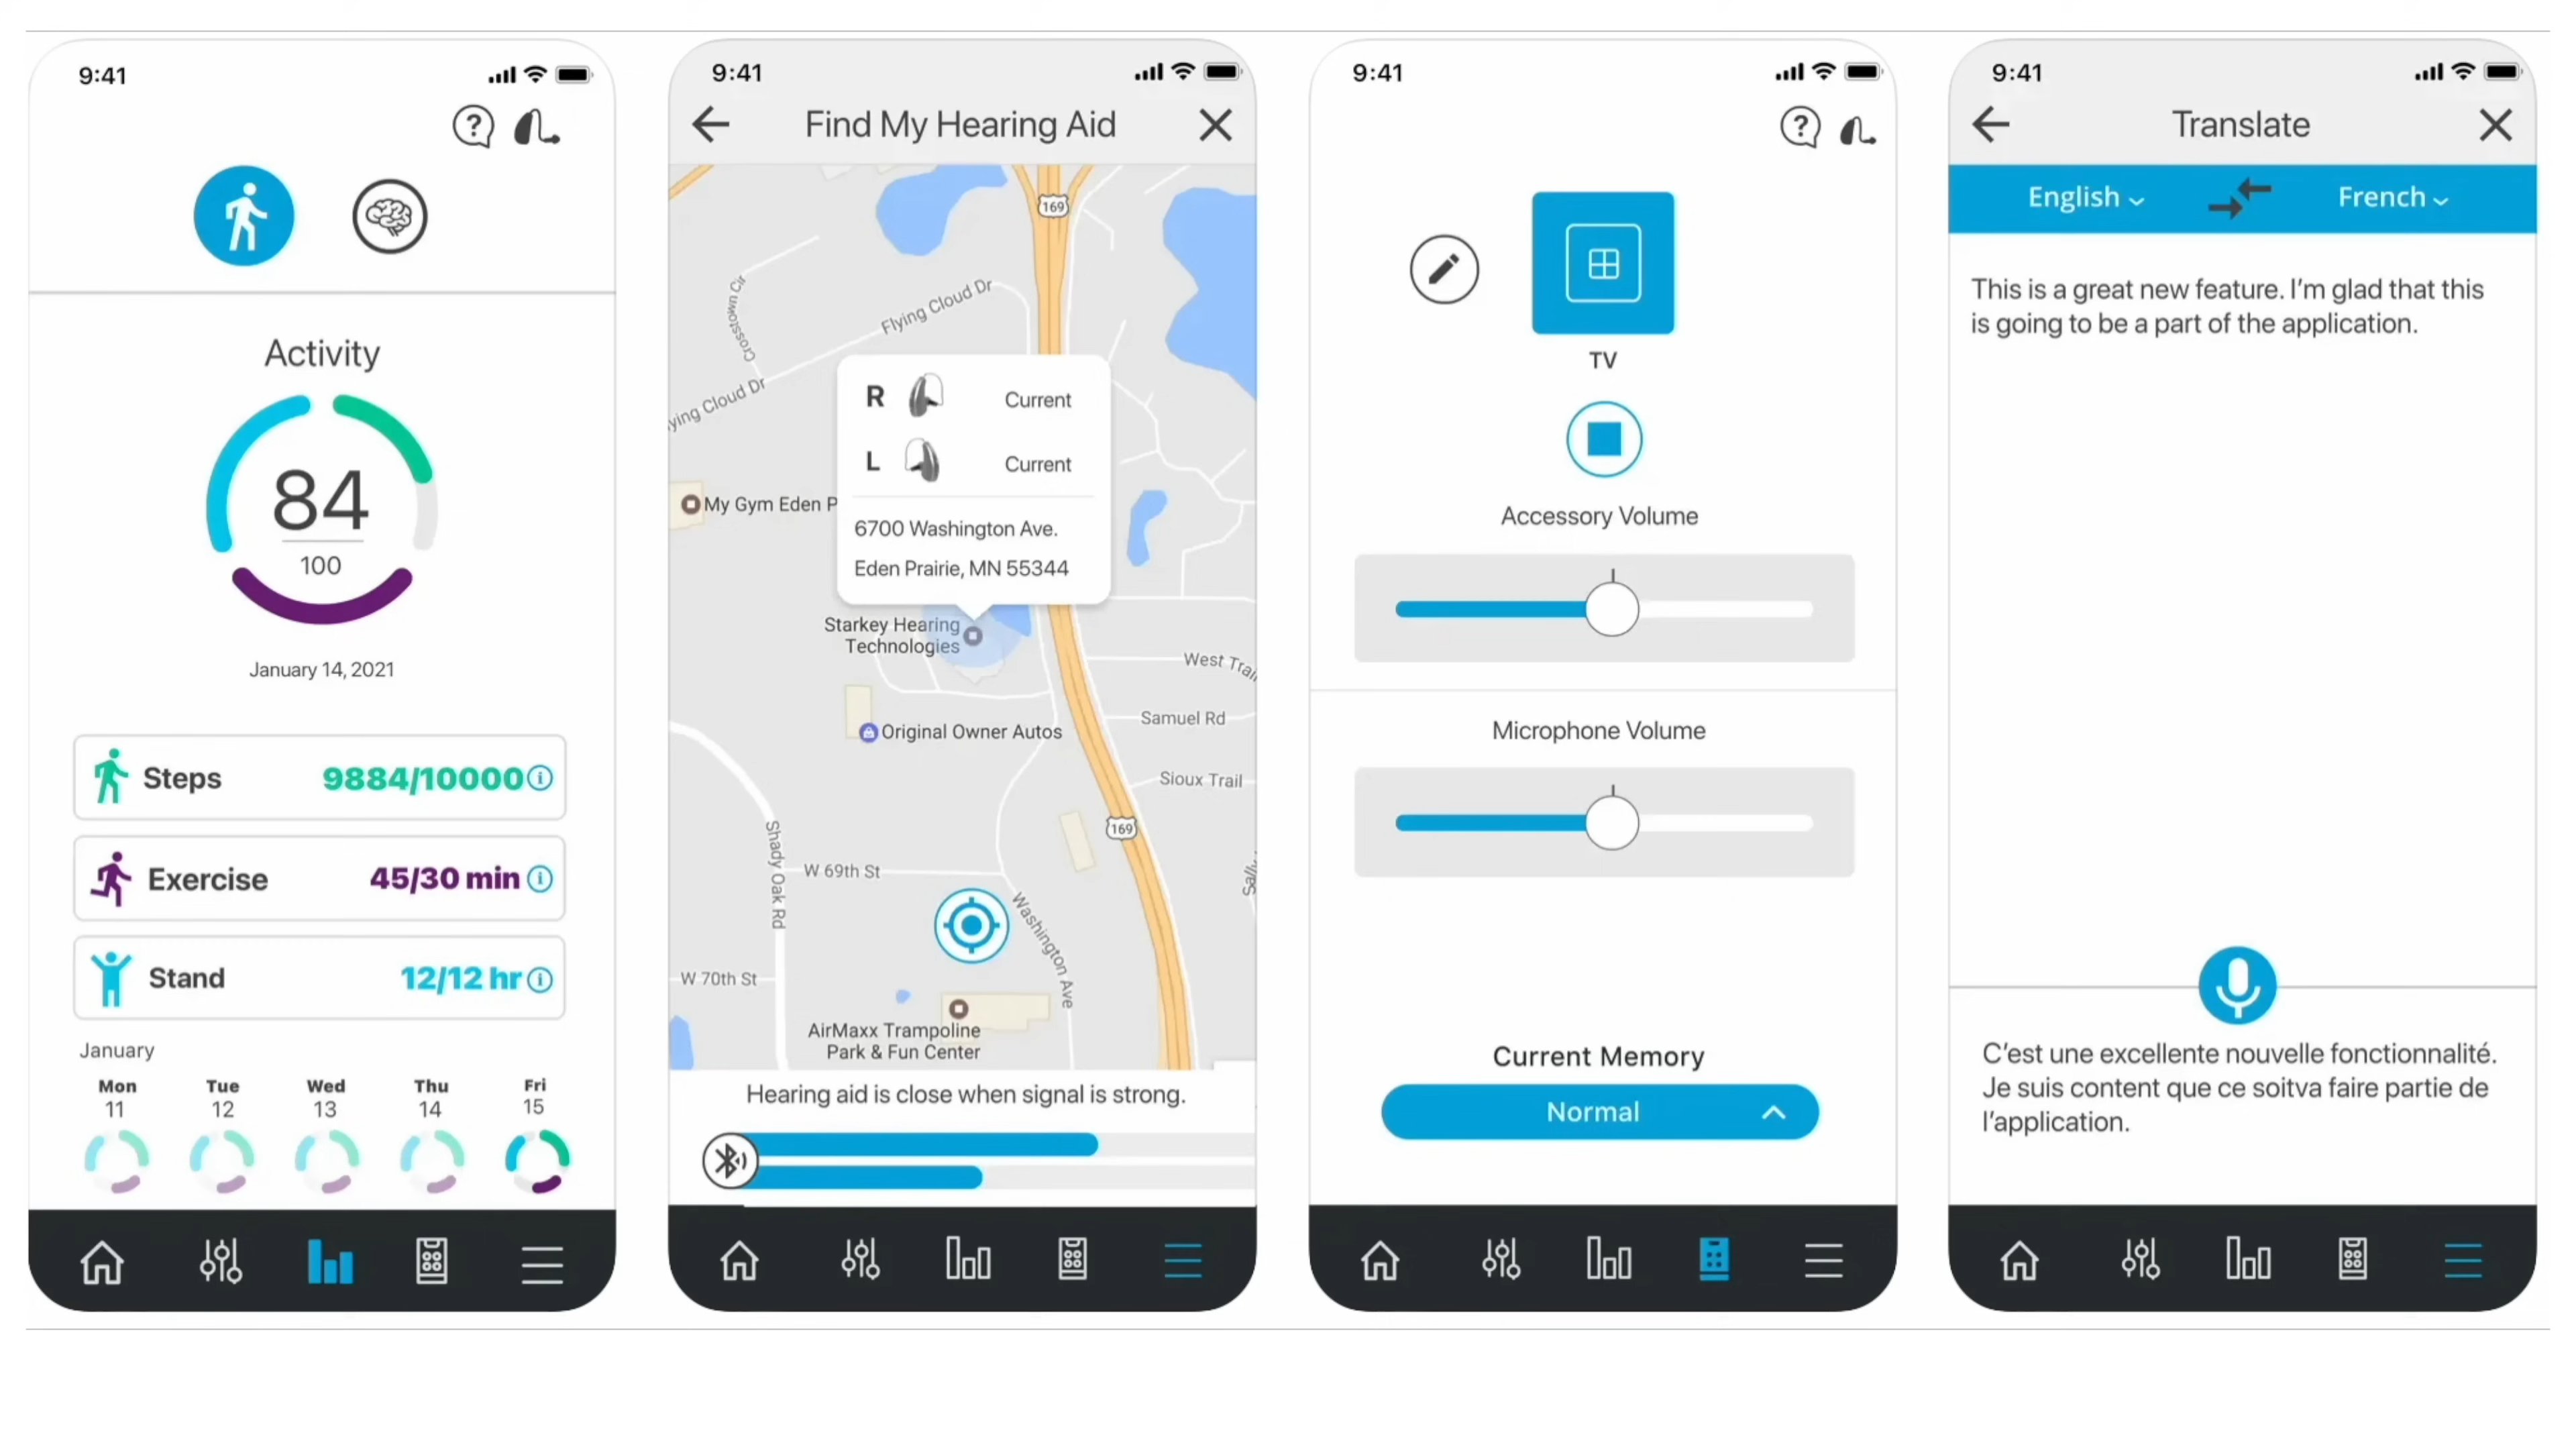 9:41
?
Activity
84
100
January 14, 2021
Steps 9884/10000 i
Exercise 45/30 min i
Stand 12/12 hr i
January
Mon Tue Wed Thu Fri
11 12 13 14 15
9:41
Find My Hearing Aid
169
Crosstown Cir
Flying Cloud Dr
ying Cloud Dr
R Current
L Current
My Gym Eden P
6700 Washington Ave.
Eden Prairie, MN 55344
Starkey Hearing
Technologies
West Trai
Samuel Rd
Original Owner Autos
Sioux Trail
169
Shady Oak Rd
W 69th St
Sally
Washington Ave
W 70th St
AirMaxx Trampoline
Park & Fun Center
Hearing aid is close when signal is strong.
9:41
?
TV
Accessory Volume
Microphone Volume
Current Memory
Normal
9:41
Translate
English French
This is a great new feature. I'm glad that this
is going to be a part of the application.
C'est une excellente nouvelle fonctionnalité.
Je suis content que ce soitva faire partie de
l'application.